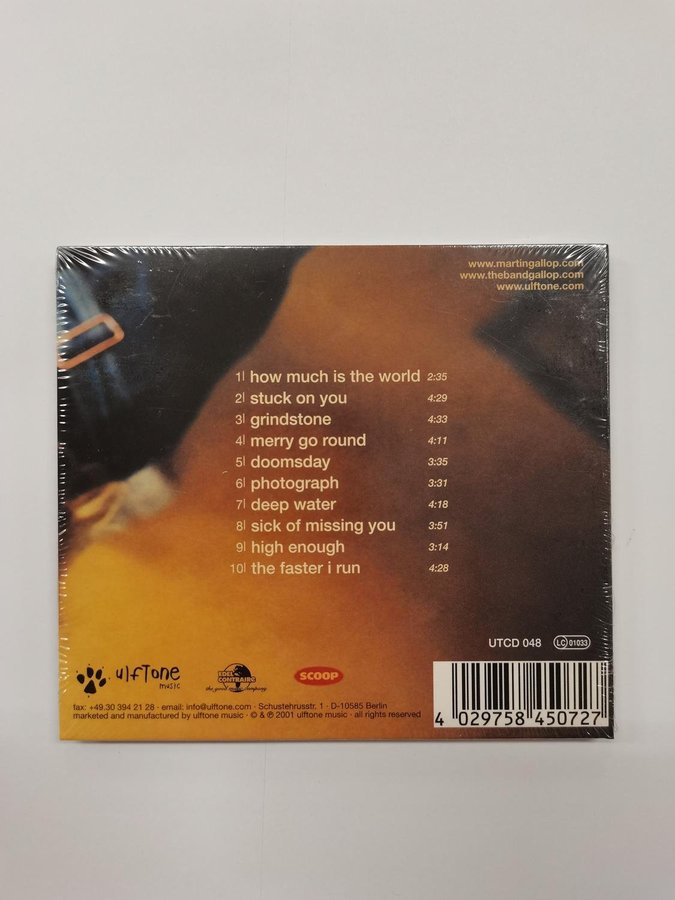 www.martingallop.com
www.thebandgallop.com
www.ulftone.com
1| how much is the world 2:35
2| stuck on you 4:29
3| grindstone 4:33
4| merry go round 4:11
5| doomsday 3:35
6| photograph 3:31
7| deep water 4:18
8| sick of missing you 3:51
9| high enough 3:14
10| the faster i run 4:28
UTCD 048 LC 01033
ulftone
music
EDEL
CONTRAIRE
the good company
SCOOP
fax: +49.30 394 21 28 · email: info@ulftone.com · Schustehrusstr. 1 · D-10585 Berlin
marketed and manufactured by ulftone music · © & ℗ 2001 ulftone music · all rights reserved
4 029758 450727